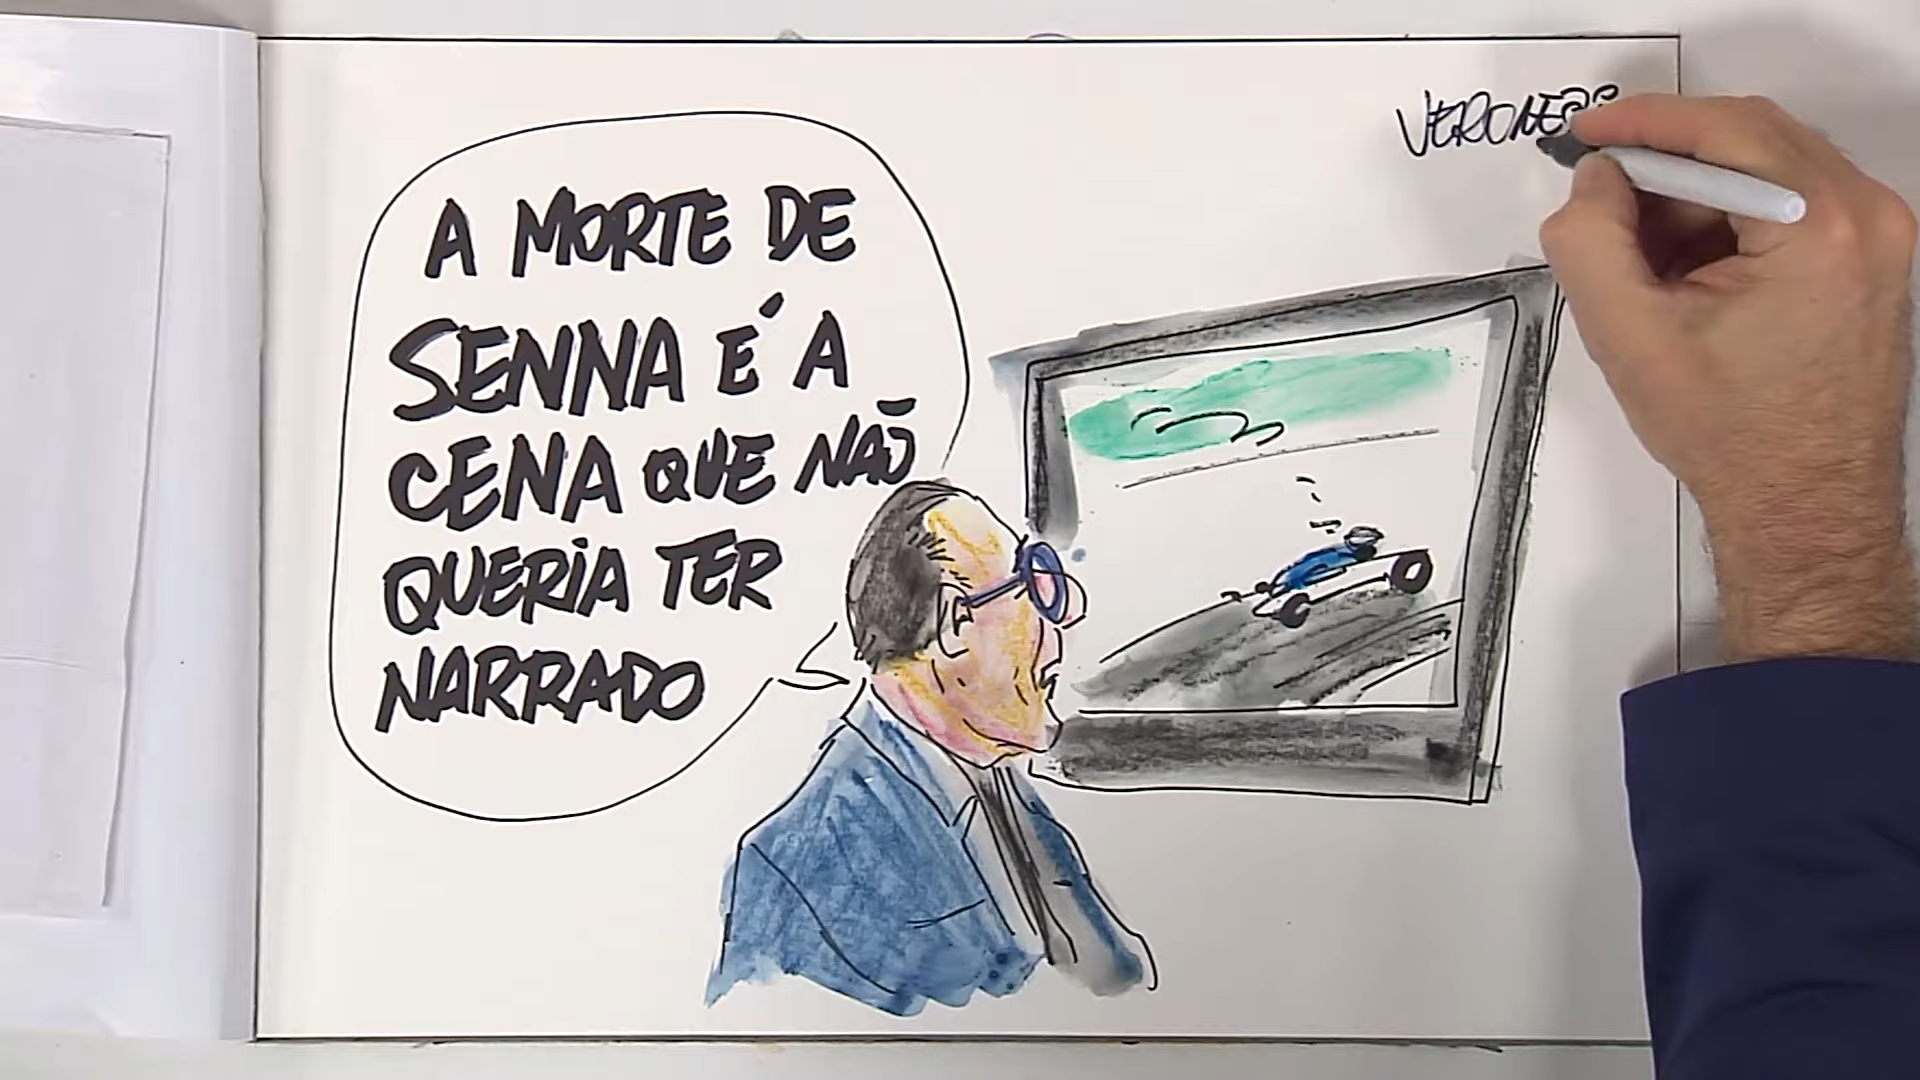 A MORTE DE
SENNA É A
CENA QUE NÃO
QUERIA TER
NARRADO